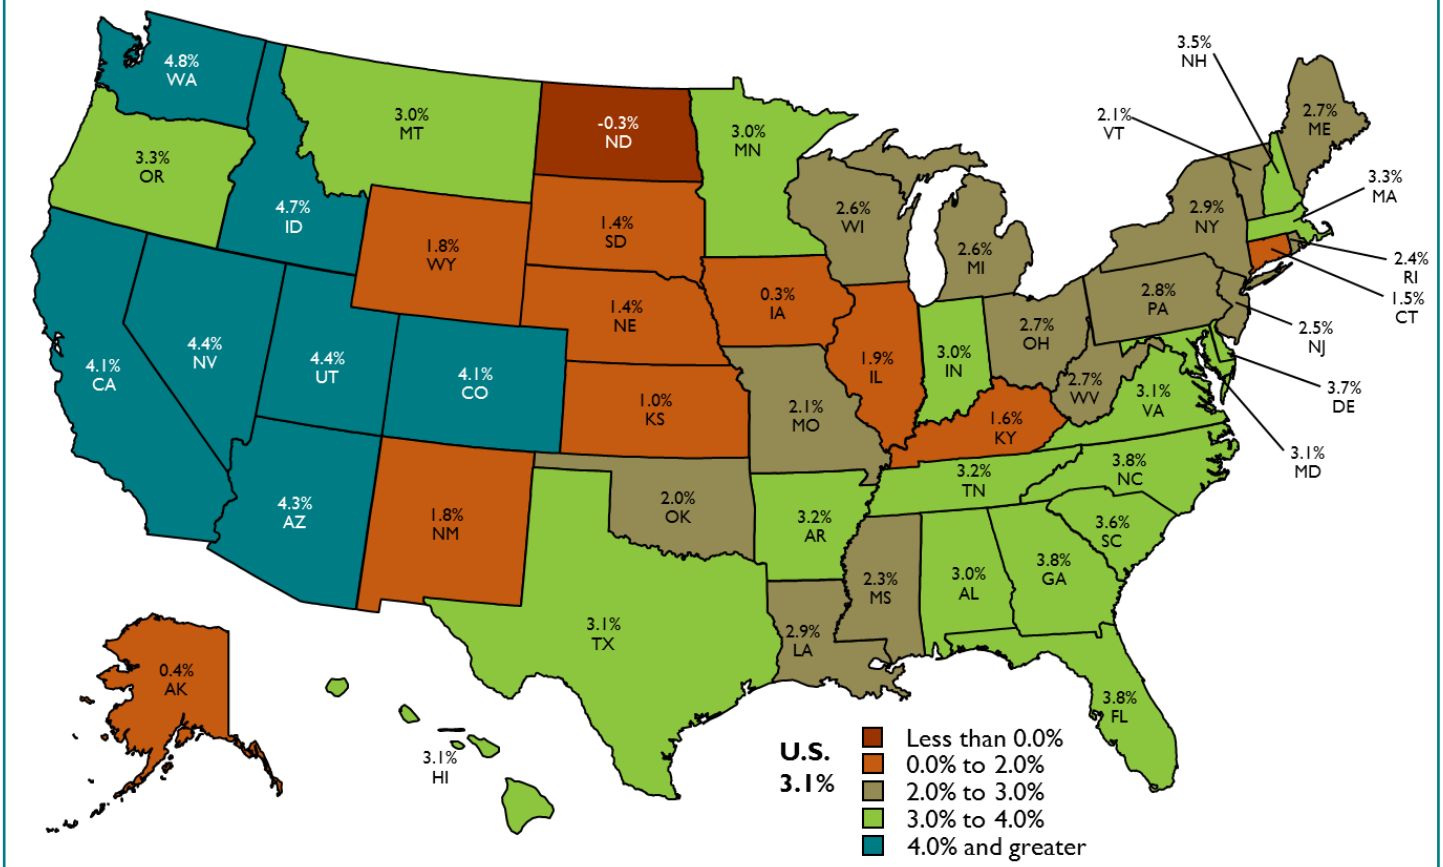 4.8%
WA
3.3%
OR
4.7%
ID
3.0%
MT
-0.3%
ND
3.0%
MN
1.8%
WY
1.4%
SD
2.6%
WI
2.6%
MI
3.5%
NH
2.1%
VT
2.7%
ME
3.3%
MA
2.9%
NY
2.4%
RI
1.5%
CT
4.1%
CA
4.4%
NV
4.4%
UT
4.1%
CO
1.4%
NE
0.3%
IA
1.9%
IL
3.0%
IN
2.7%
OH
2.8%
PA
2.5%
NJ
3.7%
DE
3.1%
MD
1.0%
KS
2.1%
MO
1.6%
KY
2.7%
WV
3.1%
VA
4.3%
AZ
1.8%
NM
2.0%
OK
3.2%
AR
3.2%
TN
3.8%
NC
3.6%
SC
3.1%
TX
2.9%
LA
2.3%
MS
3.0%
AL
3.8%
GA
3.8%
FL
0.4%
AK
3.1%
HI
U.S.
3.1%
Less than 0.0%
0.0% to 2.0%
2.0% to 3.0%
3.0% to 4.0%
4.0% and greater